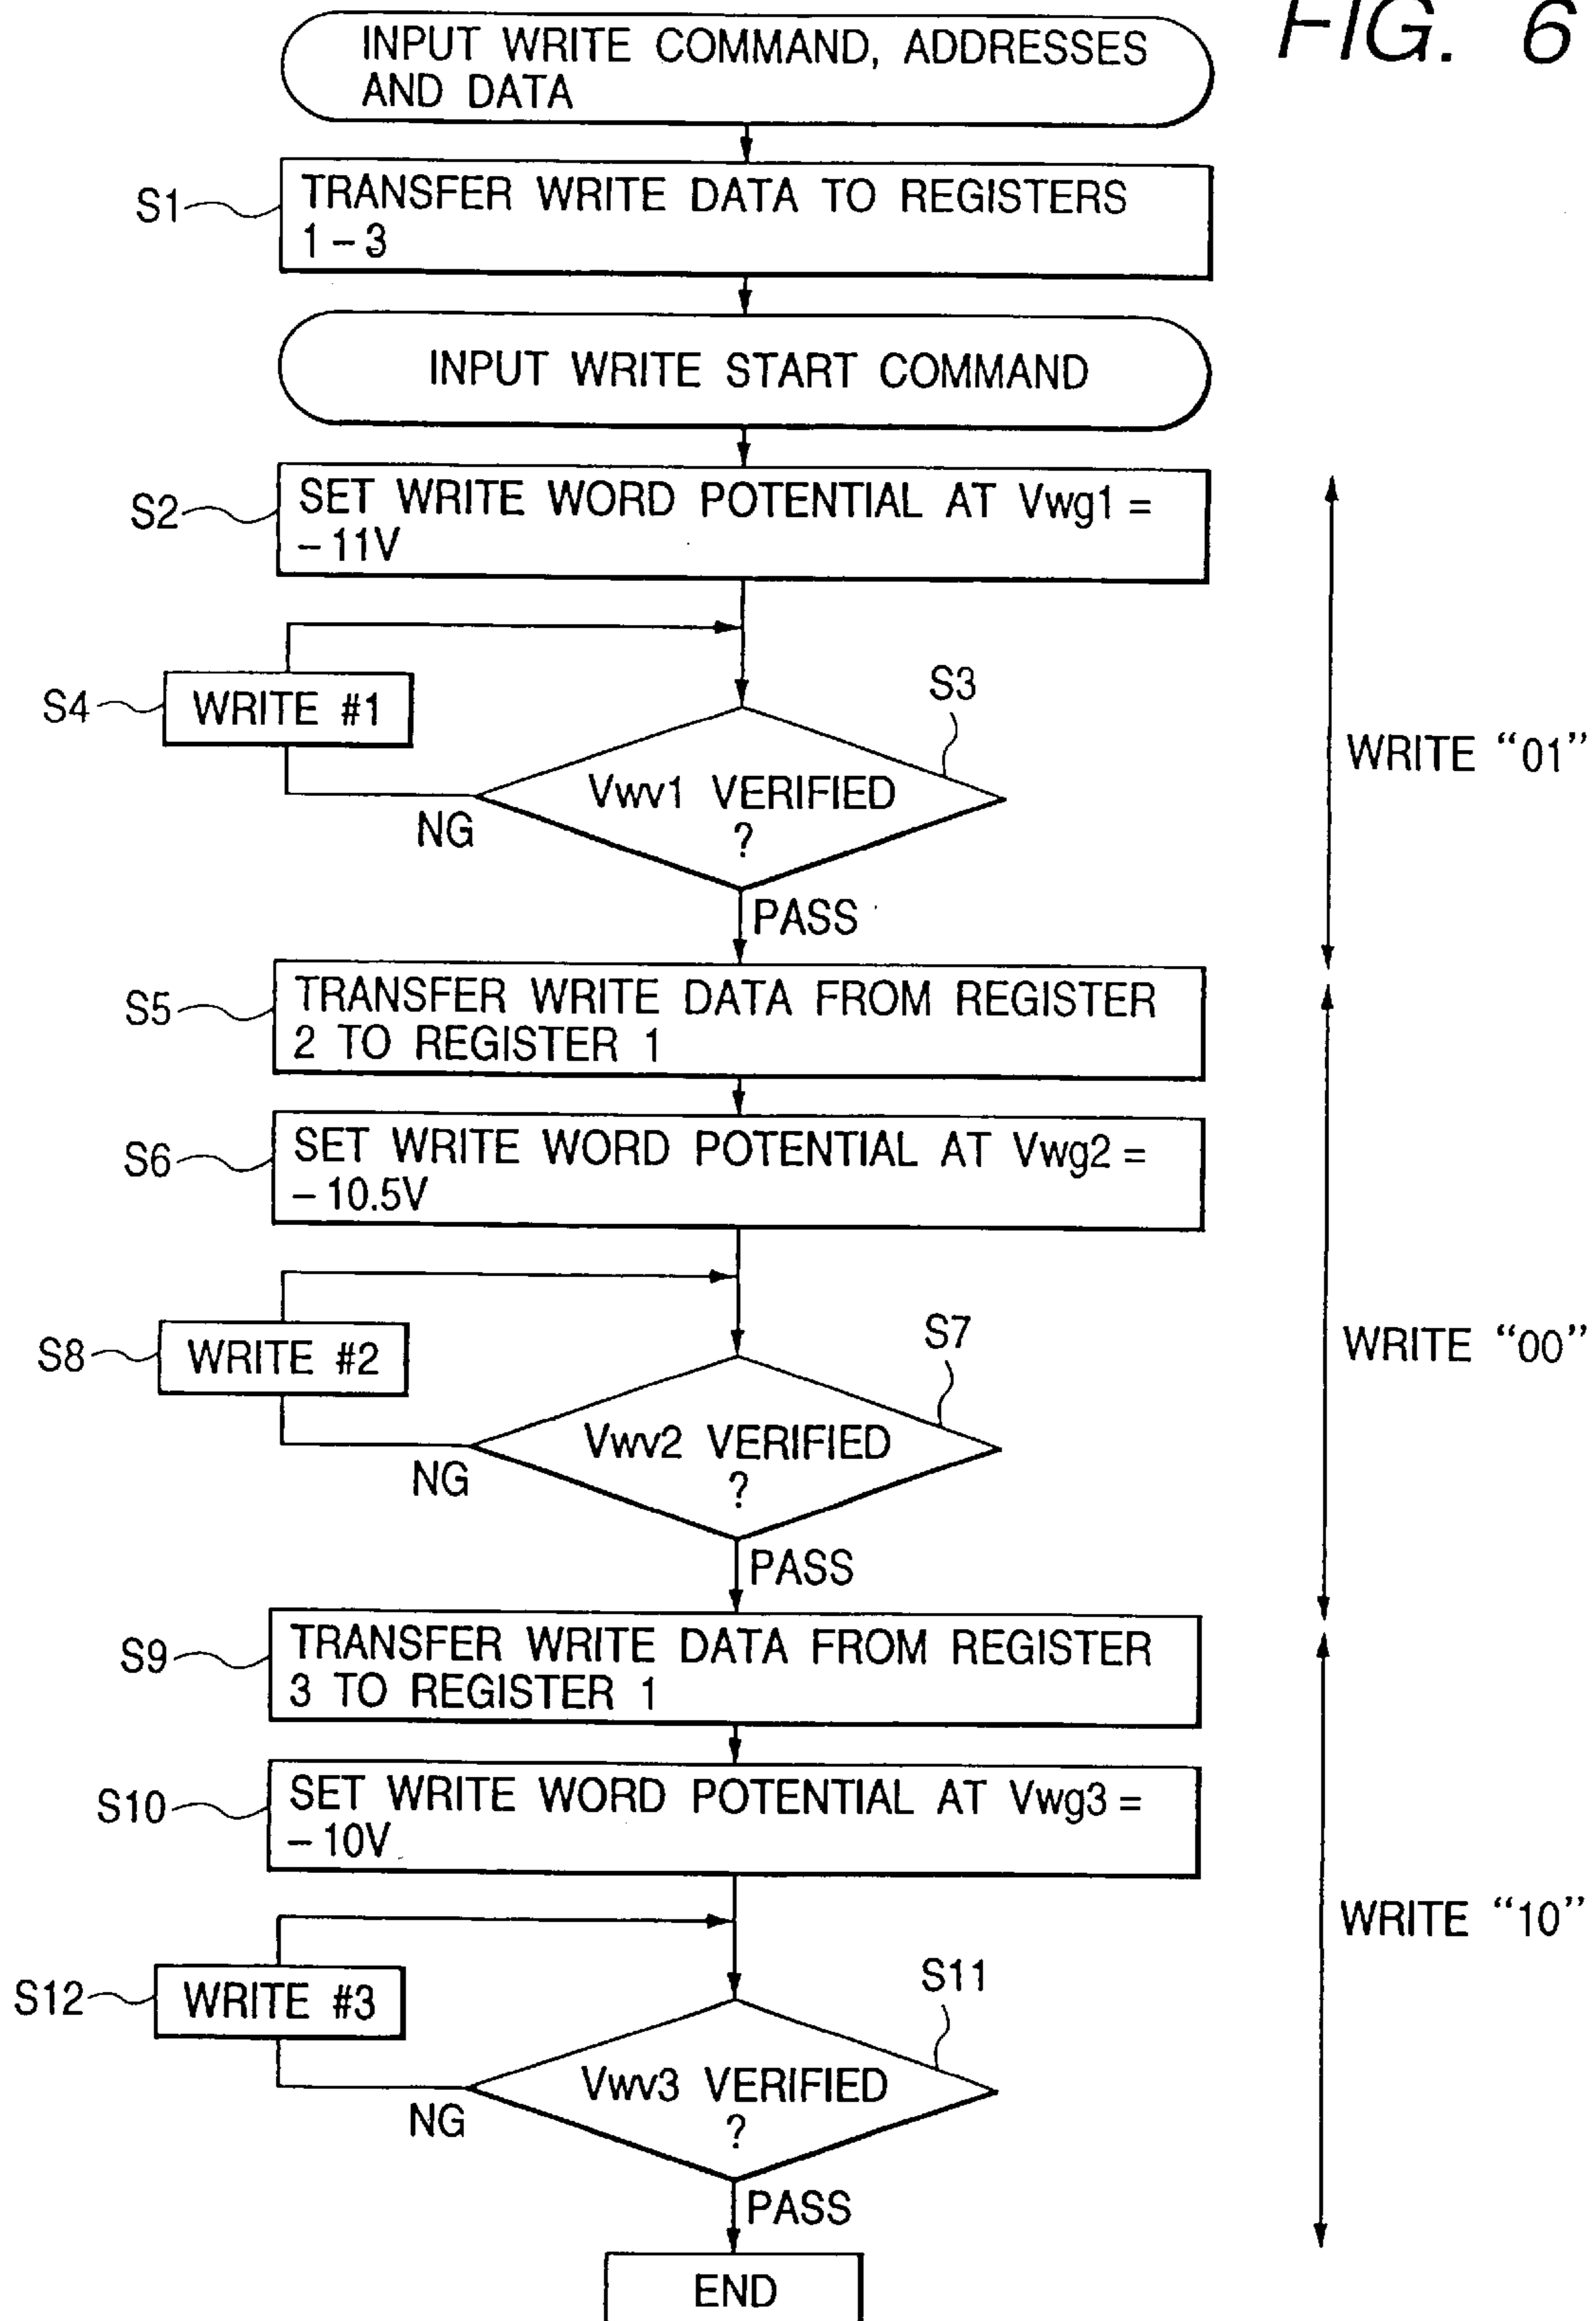 FIG. 6
INPUT WRITE COMMAND, ADDRESSES
AND DATA
S1
TRANSFER WRITE DATA TO REGISTERS
1 – 3
INPUT WRITE START COMMAND
S2
SET WRITE WORD POTENTIAL AT Vwg1 =
– 11V
S4
WRITE #1
S3
Vwv1 VERIFIED
?
NG
PASS
WRITE “01”
S5
TRANSFER WRITE DATA FROM REGISTER
2 TO REGISTER 1
S6
SET WRITE WORD POTENTIAL AT Vwg2 =
– 10.5V
S8
WRITE #2
S7
Vwv2 VERIFIED
?
NG
PASS
WRITE “00”
S9
TRANSFER WRITE DATA FROM REGISTER
3 TO REGISTER 1
S10
SET WRITE WORD POTENTIAL AT Vwg3 =
– 10V
S12
WRITE #3
S11
Vwv3 VERIFIED
?
NG
PASS
WRITE “10”
END